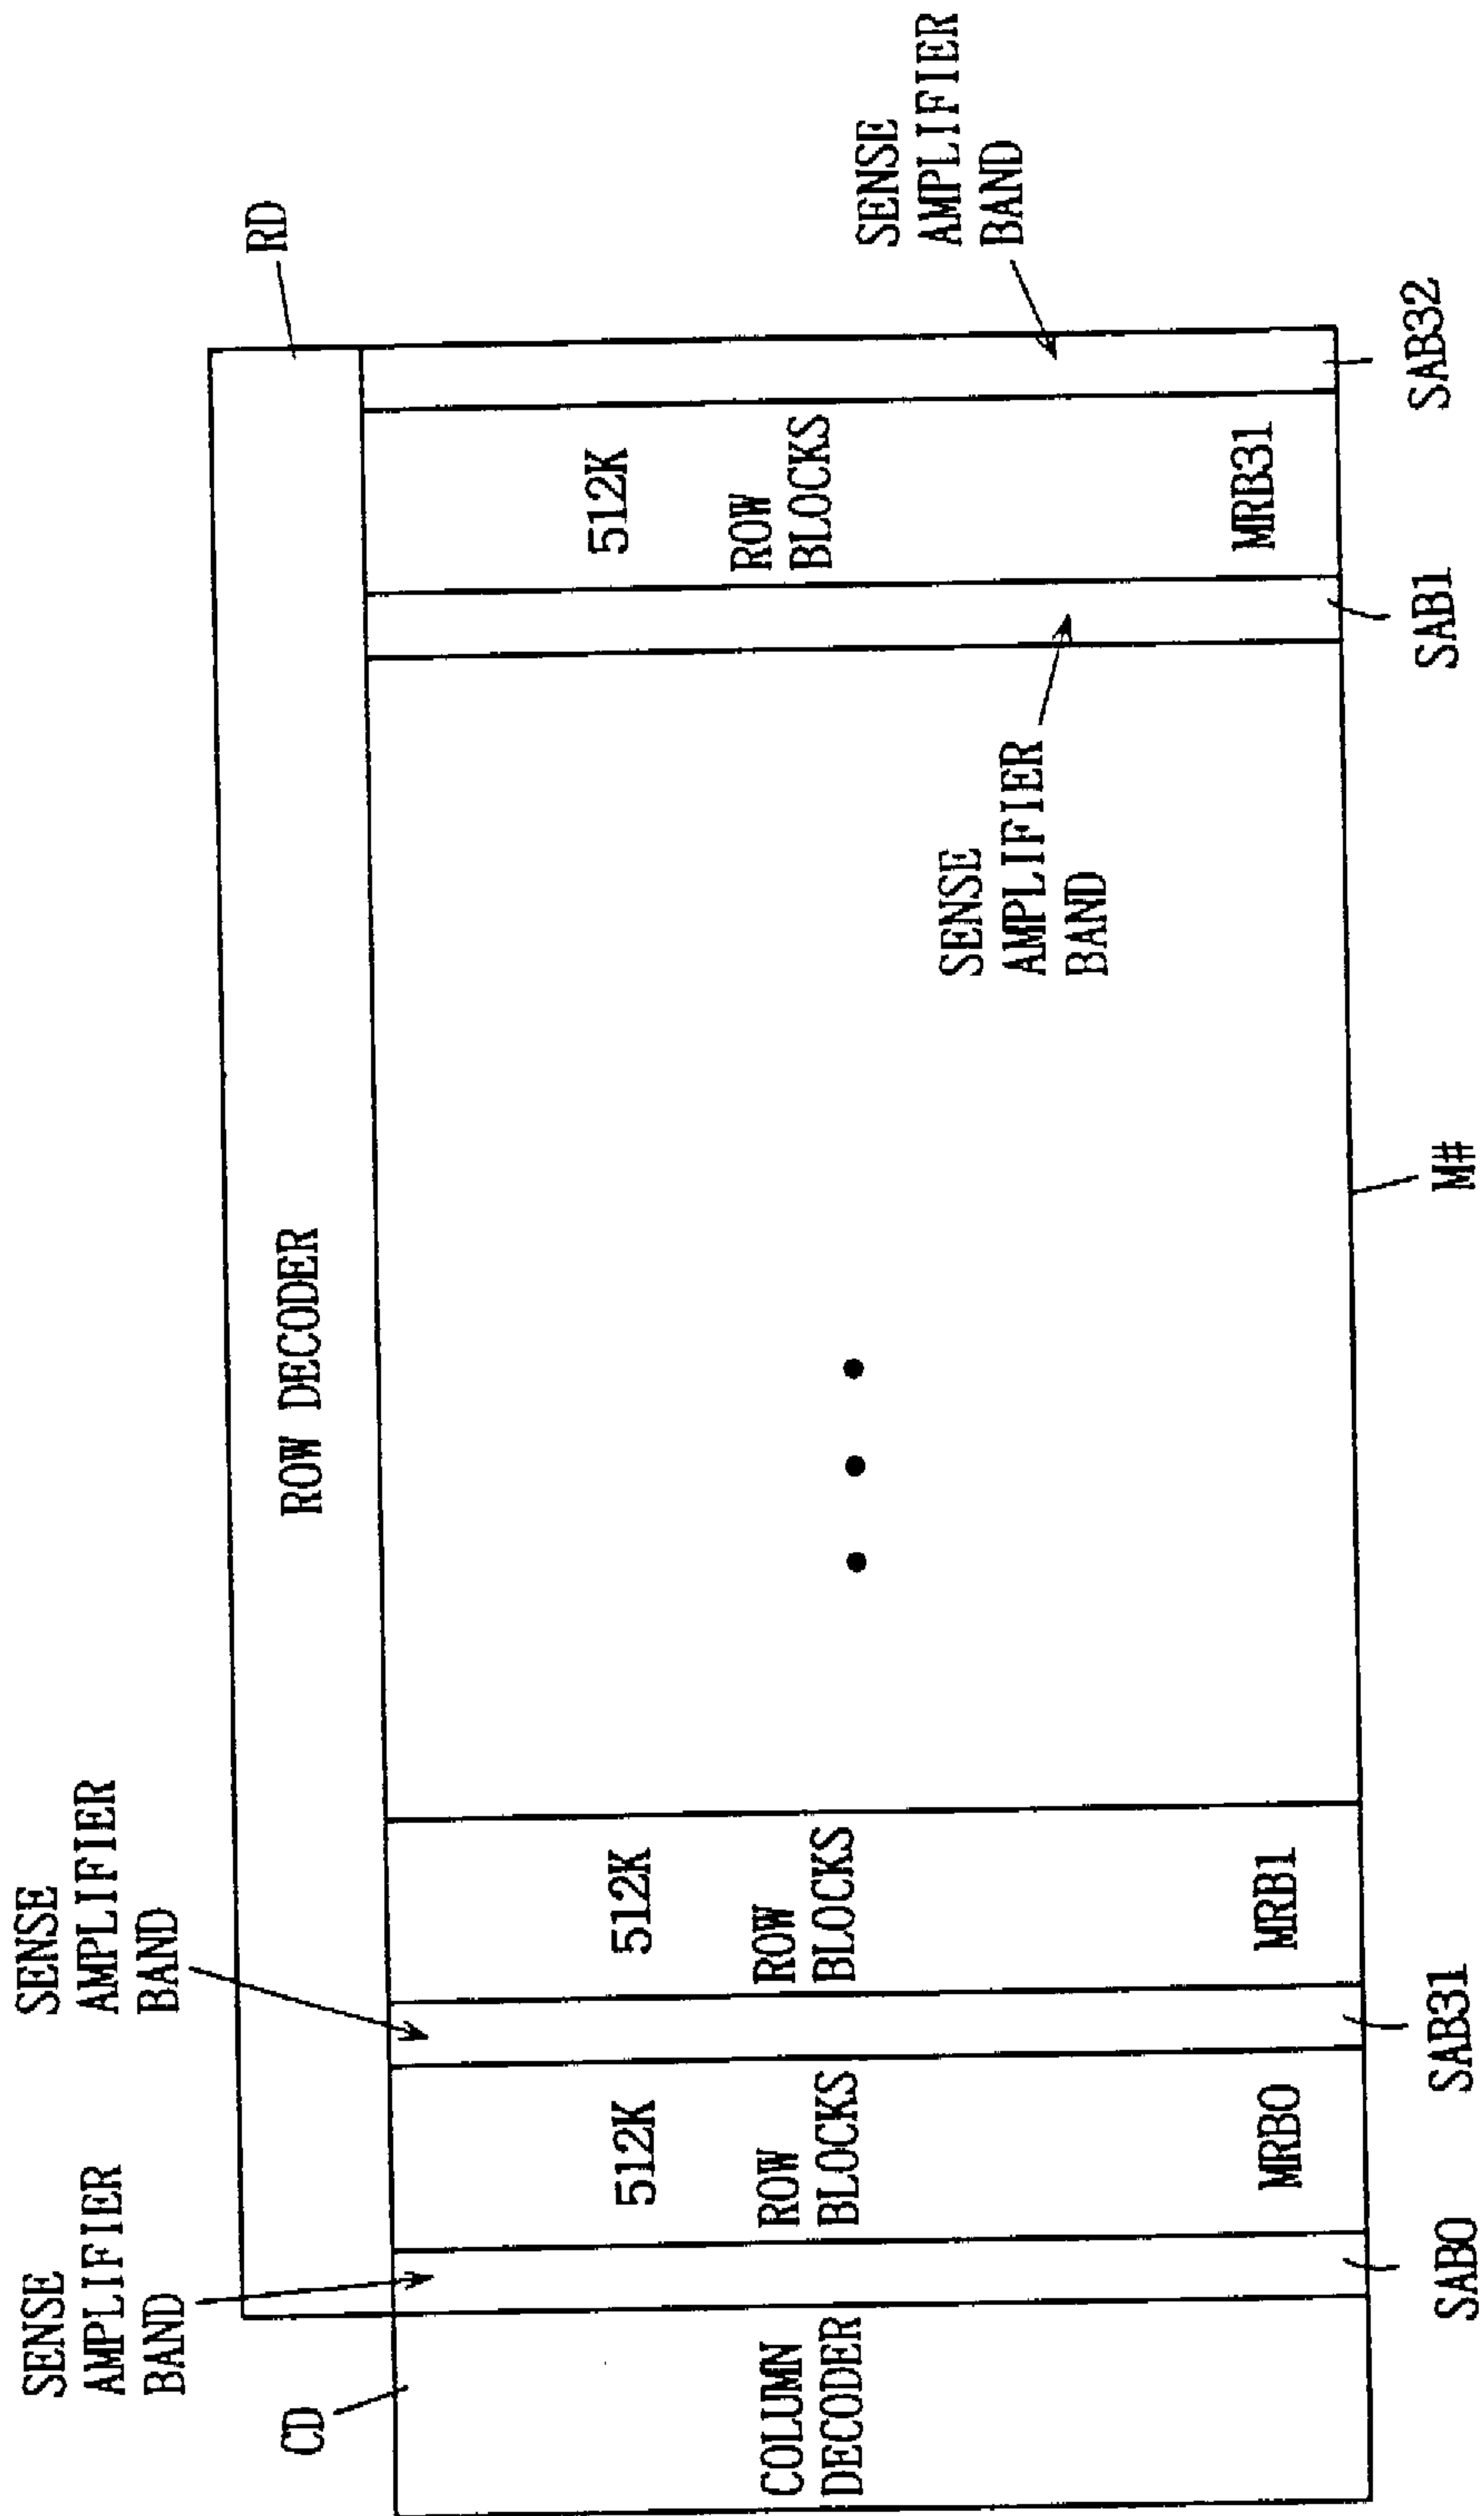 SENSE
AMPLIFIER
BAND
SENSE
AMPLIFIER
BAND
CD
ROW DECODER
RD
COLUMN
DECODER
512K
ROW
BLOCKS
MRB0
512K
ROW
BLOCKS
MRB1
SENSE
AMPLIFIER
BAND
512K
ROW
BLOCKS
MRB31
SENSE
AMPLIFIER
BAND
SAB0
SAB31
M#
SAB1
SAB32